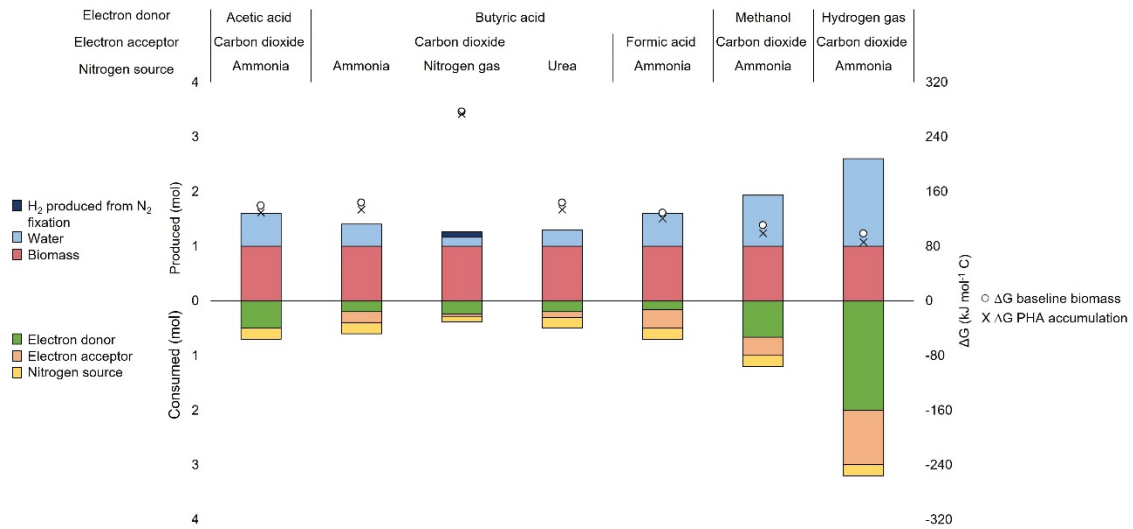 Electron donor Acetic acid Butyric acid Methanol Hydrogen gas
Electron acceptor Carbon dioxide Carbon dioxide Formic acid Carbon dioxide Carbon dioxide
Nitrogen source Ammonia Ammonia Nitrogen gas Urea Ammonia Ammonia Ammonia
4 320
3 240
2 160
1 80
0 0
1 -80
2 -160
3 -240
4 -320
Produced (mol)
Consumed (mol)
H₂ produced from N₂
fixation
Water
Biomass
Electron donor
Electron acceptor
Nitrogen source
ΔG (kJ mol⁻¹ C)
ΔG baseline biomass
ΔG PHA accumulation